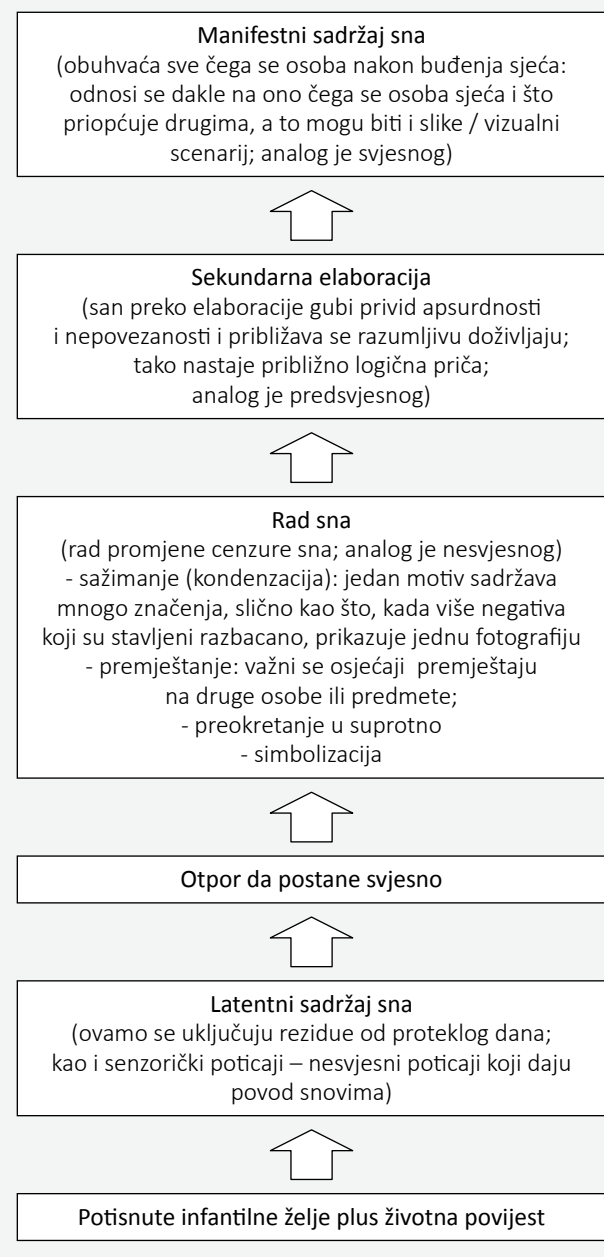 Manifestni sadržaj sna
(obuhvaća sve čega se osoba nakon buđenja sjeća:
odnosi se dakle na ono čega se osoba sjeća i što
priopćuje drugima, a to mogu biti i slike / vizualni
scenarij; analog je svjesnog)
Sekundarna elaboracija
(san preko elaboracije gubi privid apsurdnosti
i nepovezanosti i približava se razumljivu doživljaju;
tako nastaje približno logična priča;
analog je predsvjesnog)
Rad sna
(rad promjene cenzure sna; analog je nesvjesnog)
- sažimanje (kondenzacija): jedan motiv sadržava
mnogo značenja, slično kao što, kada više negativa
koji su stavljeni razbacano, prikazuje jednu fotografiju
- premještanje: važni se osjećaji premještaju
na druge osobe ili predmete;
- preokretanje u suprotno
- simbolizacija
Otpor da postane svjesno
Latentni sadržaj sna
(ovamo se uključuju rezidue od proteklog dana;
kao i senzorički poticaji – nesvjesni poticaji koji daju
povod snovima)
Potisnute infantilne želje plus životna povijest